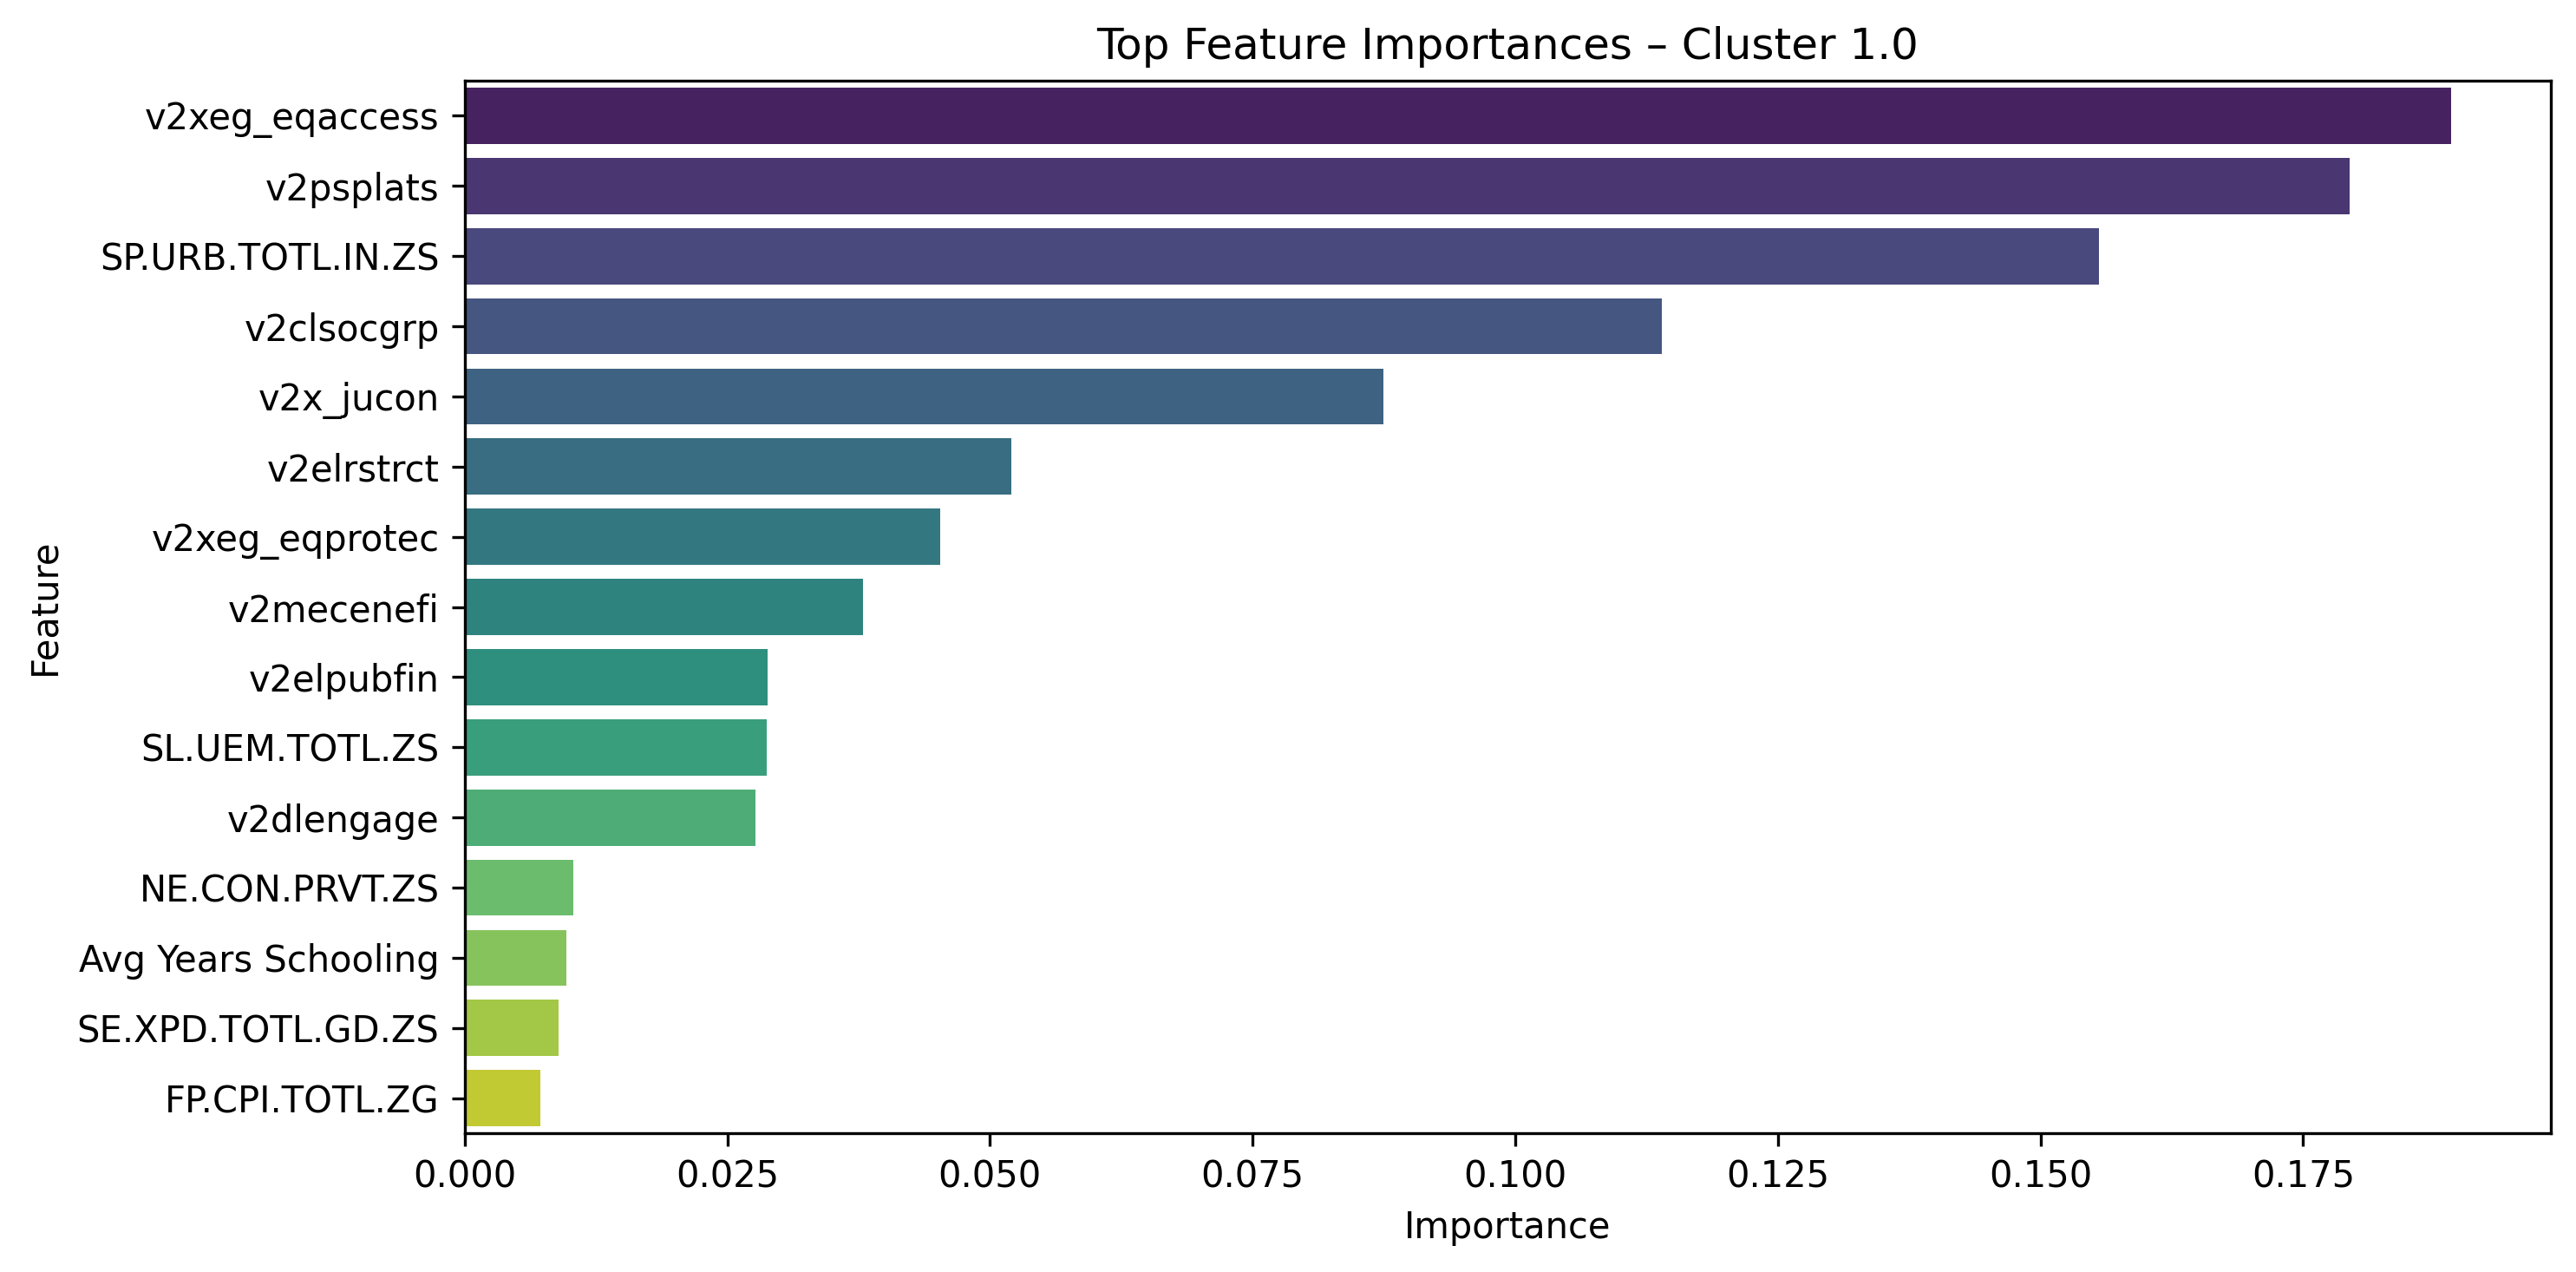 Top Feature Importances – Cluster 1.0
v2xeg_eqaccess
v2psplats
SP.URB.TOTL.IN.ZS
v2clsocgrp
v2x_jucon
v2elrstrct
v2xeg_eqprotec
v2mecenefi
v2elpubfin
SL.UEM.TOTL.ZS
v2dlengage
NE.CON.PRVT.ZS
Avg Years Schooling
SE.XPD.TOTL.GD.ZS
FP.CPI.TOTL.ZG
Feature
0.000 0.025 0.050 0.075 0.100 0.125 0.150 0.175
Importance